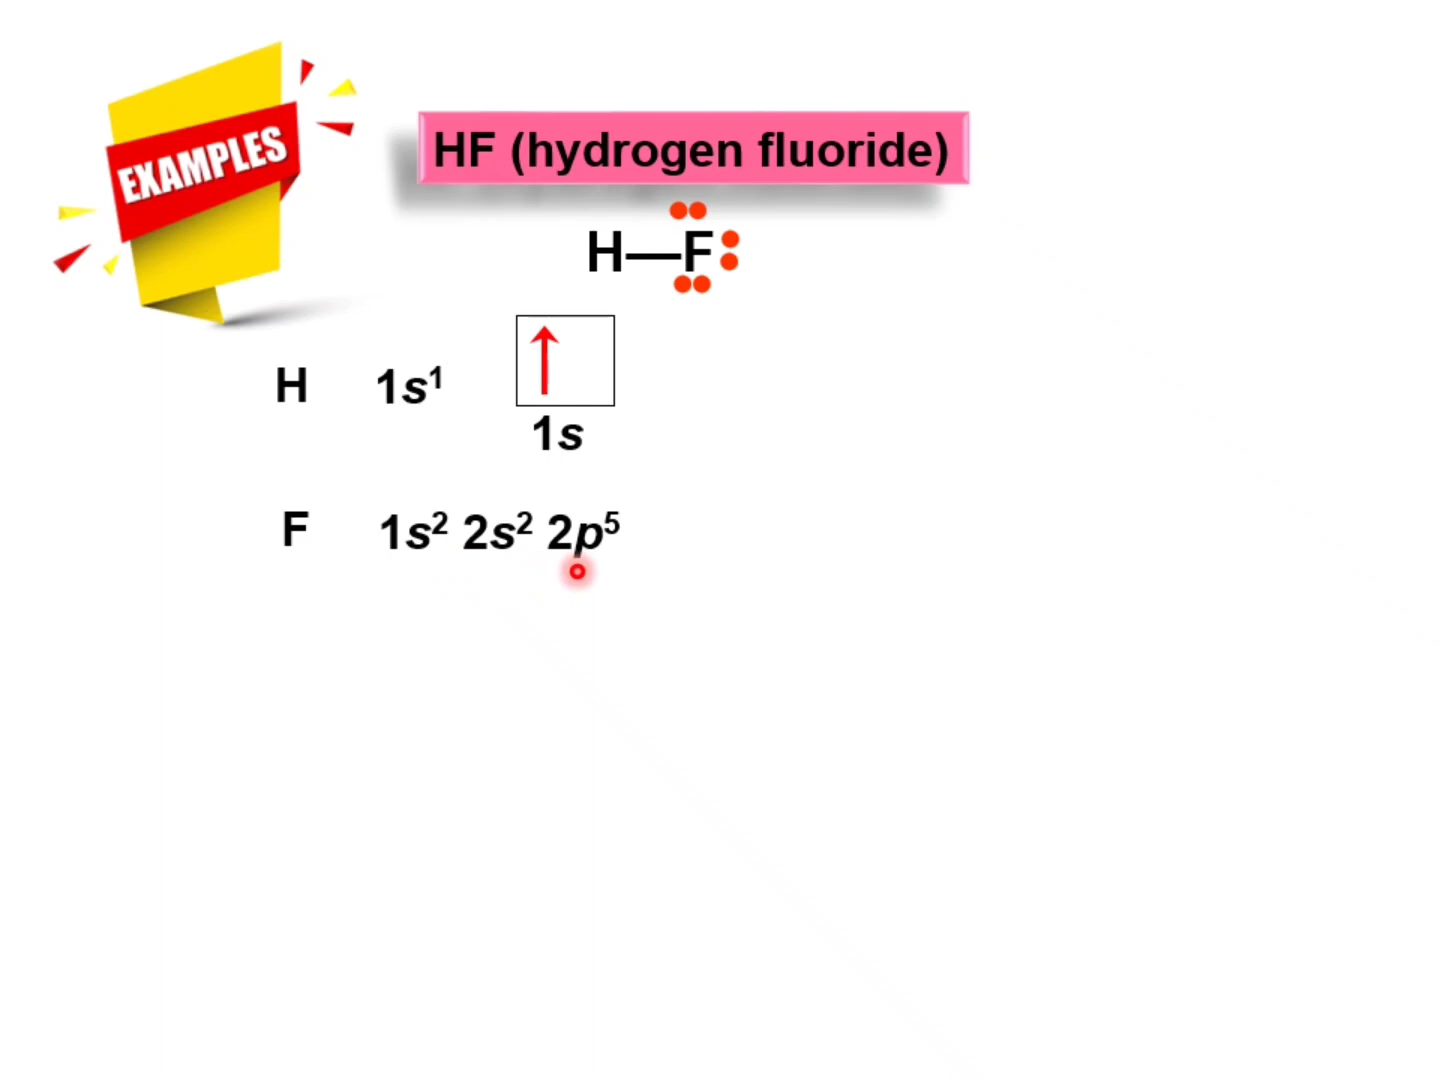 EXAMPLES
HF (hydrogen fluoride)
H—F
H 1s¹
1s
F 1s² 2s² 2p⁵